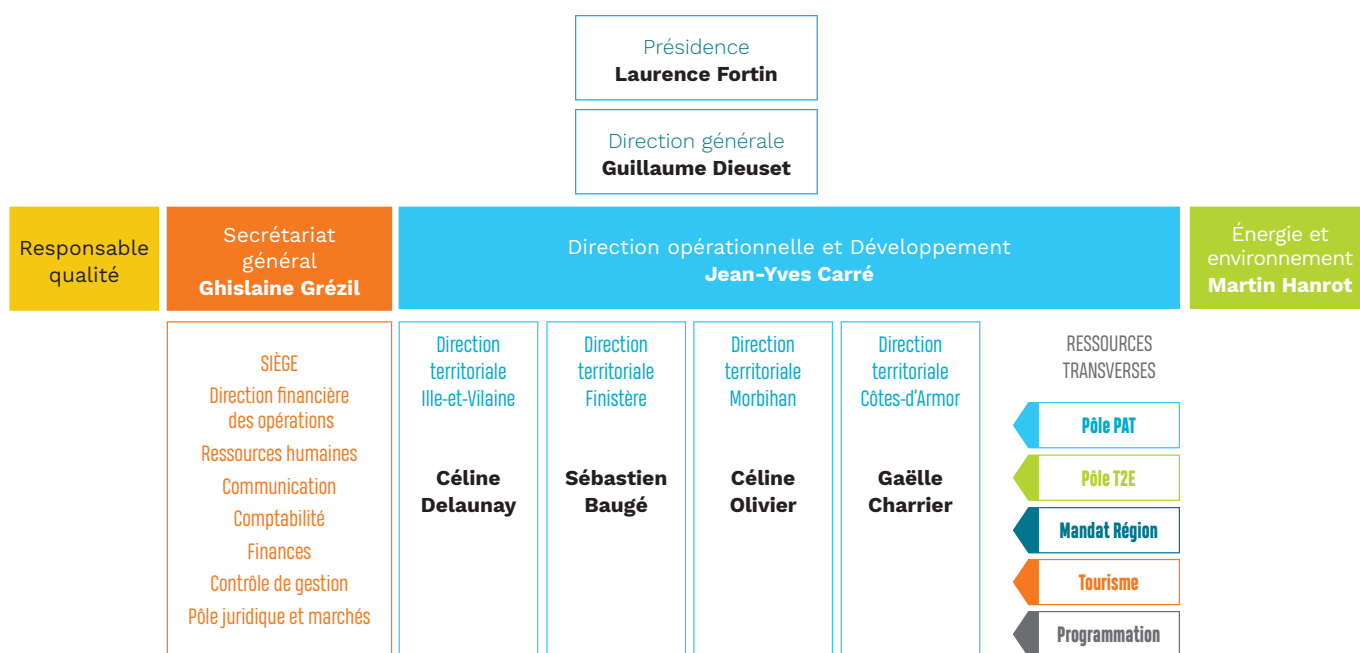 Présidence
Laurence Fortin
Direction générale
Guillaume Dieuset
Responsable
qualité
Secrétariat
général
Ghislaine Grézil
Direction opérationnelle et Développement
Jean-Yves Carré
Énergie et
environnement
Martin Hanrot
SIÈGE
Direction financière
des opérations
Ressources humaines
Communication
Comptabilité
Finances
Contrôle de gestion
Pôle juridique et marchés
Direction
territoriale
Ille-et-Vilaine
Céline
Delaunay
Direction
territoriale
Finistère
Sébastien
Baugé
Direction
territoriale
Morbihan
Céline
Olivier
Direction
territoriale
Côtes-d'Armor
Gaëlle
Charrier
RESSOURCES
TRANSVERSES
Pôle PAT
Pôle T2E
Mandat Région
Tourisme
Programmation